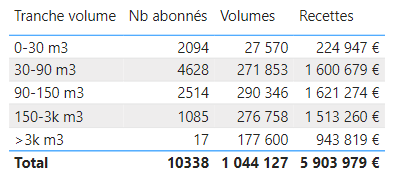 Tranche volume Nb abonnés Volumes Recettes
0-30 m3 2094 27 570 224 947 €
30-90 m3 4628 271 853 1 600 679 €
90-150 m3 2514 290 346 1 621 274 €
150-3k m3 1085 276 758 1 513 260 €
>3k m3 17 177 600 943 819 €
Total 10338 1 044 127 5 903 979 €